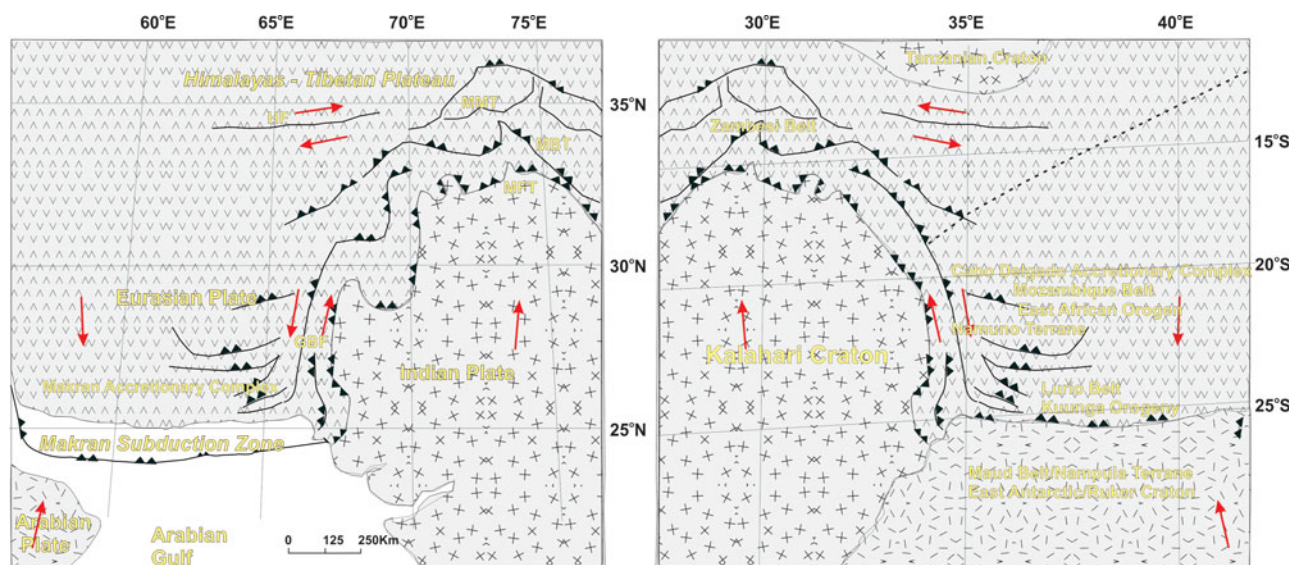 60°E 65°E 70°E 75°E
30°E 35°E 40°E
Himalayas - Tibetan Plateau
HF
MMT
MBT
MFT
35°N
30°N
25°N
Eurasian Plate
GBF
Indian Plate
Makran Accretionary Complex
Makran Subduction Zone
Arabian
Plate
Arabian
Gulf
0 125 250Km
Tanzanian Craton
Zambesi Belt
15°S
20°S
25°S
Cabo Delgado Accretionary Complex
Mozambique Belt
East African Orogen
Namuno Terrane
Kalahari Craton
Lurio Belt
Kuunga Orogeny
Maud Belt/Nampula Terrane
East Antarctic/Ruker Craton